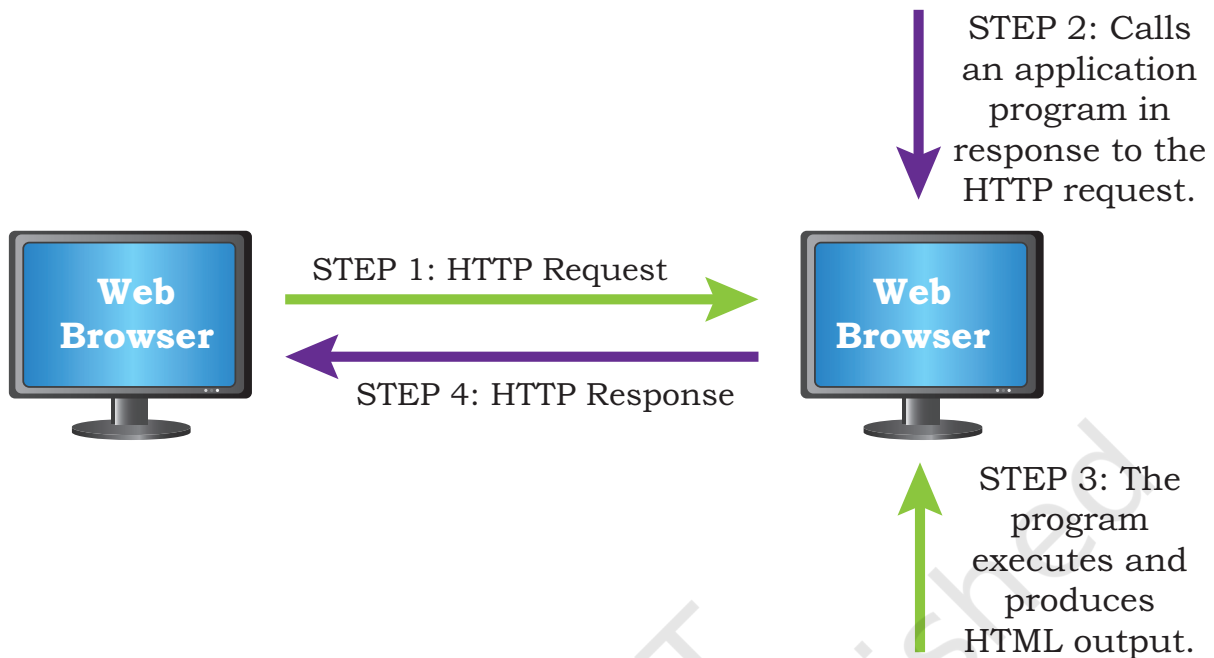 STEP 2: Calls
an application
program in
response to the
HTTP request.
Web
Browser
STEP 1: HTTP Request
STEP 4: HTTP Response
Web
Browser
STEP 3: The
program
executes and
produces
HTML output.